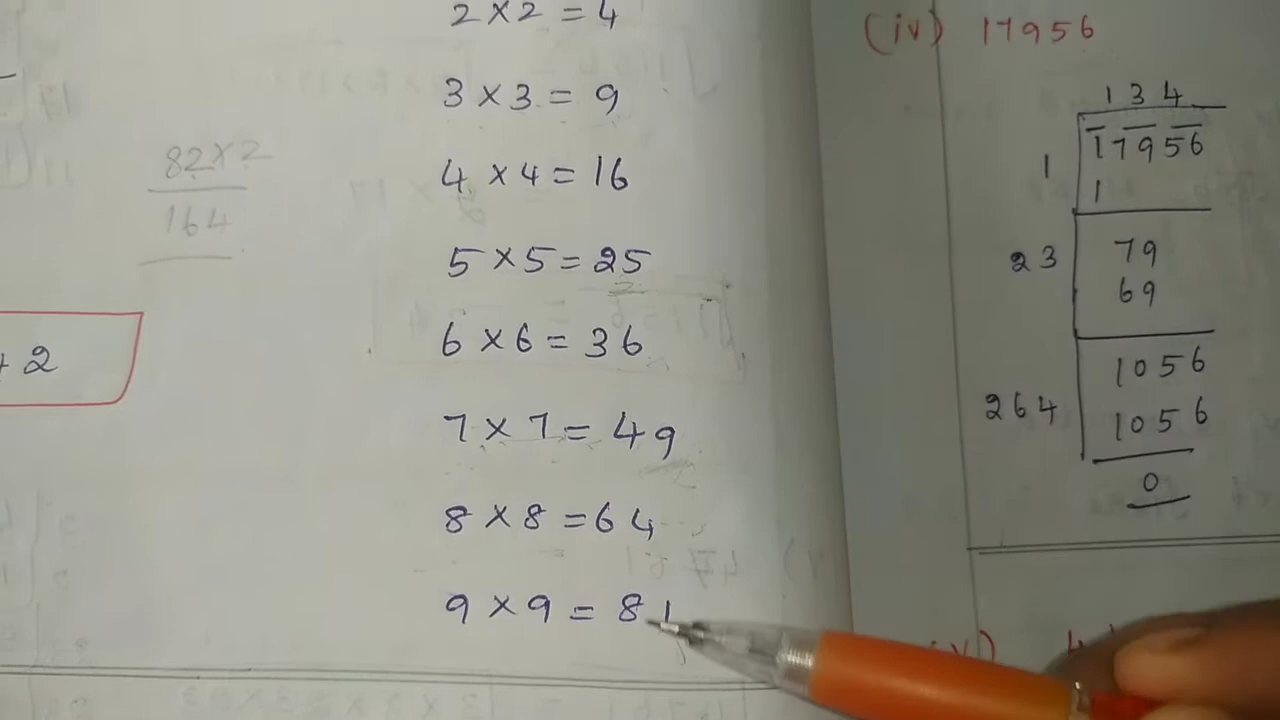 2 × 2 = 4
3 × 3 = 9
4 × 4 = 16
5 × 5 = 25
6 × 6 = 36
7 × 7 = 49
8 × 8 = 64
9 × 9 = 81
82 × 2
164
+ 2
(iv) 17956
134
1 17956
1
23 79
69
1056
264 1056
0